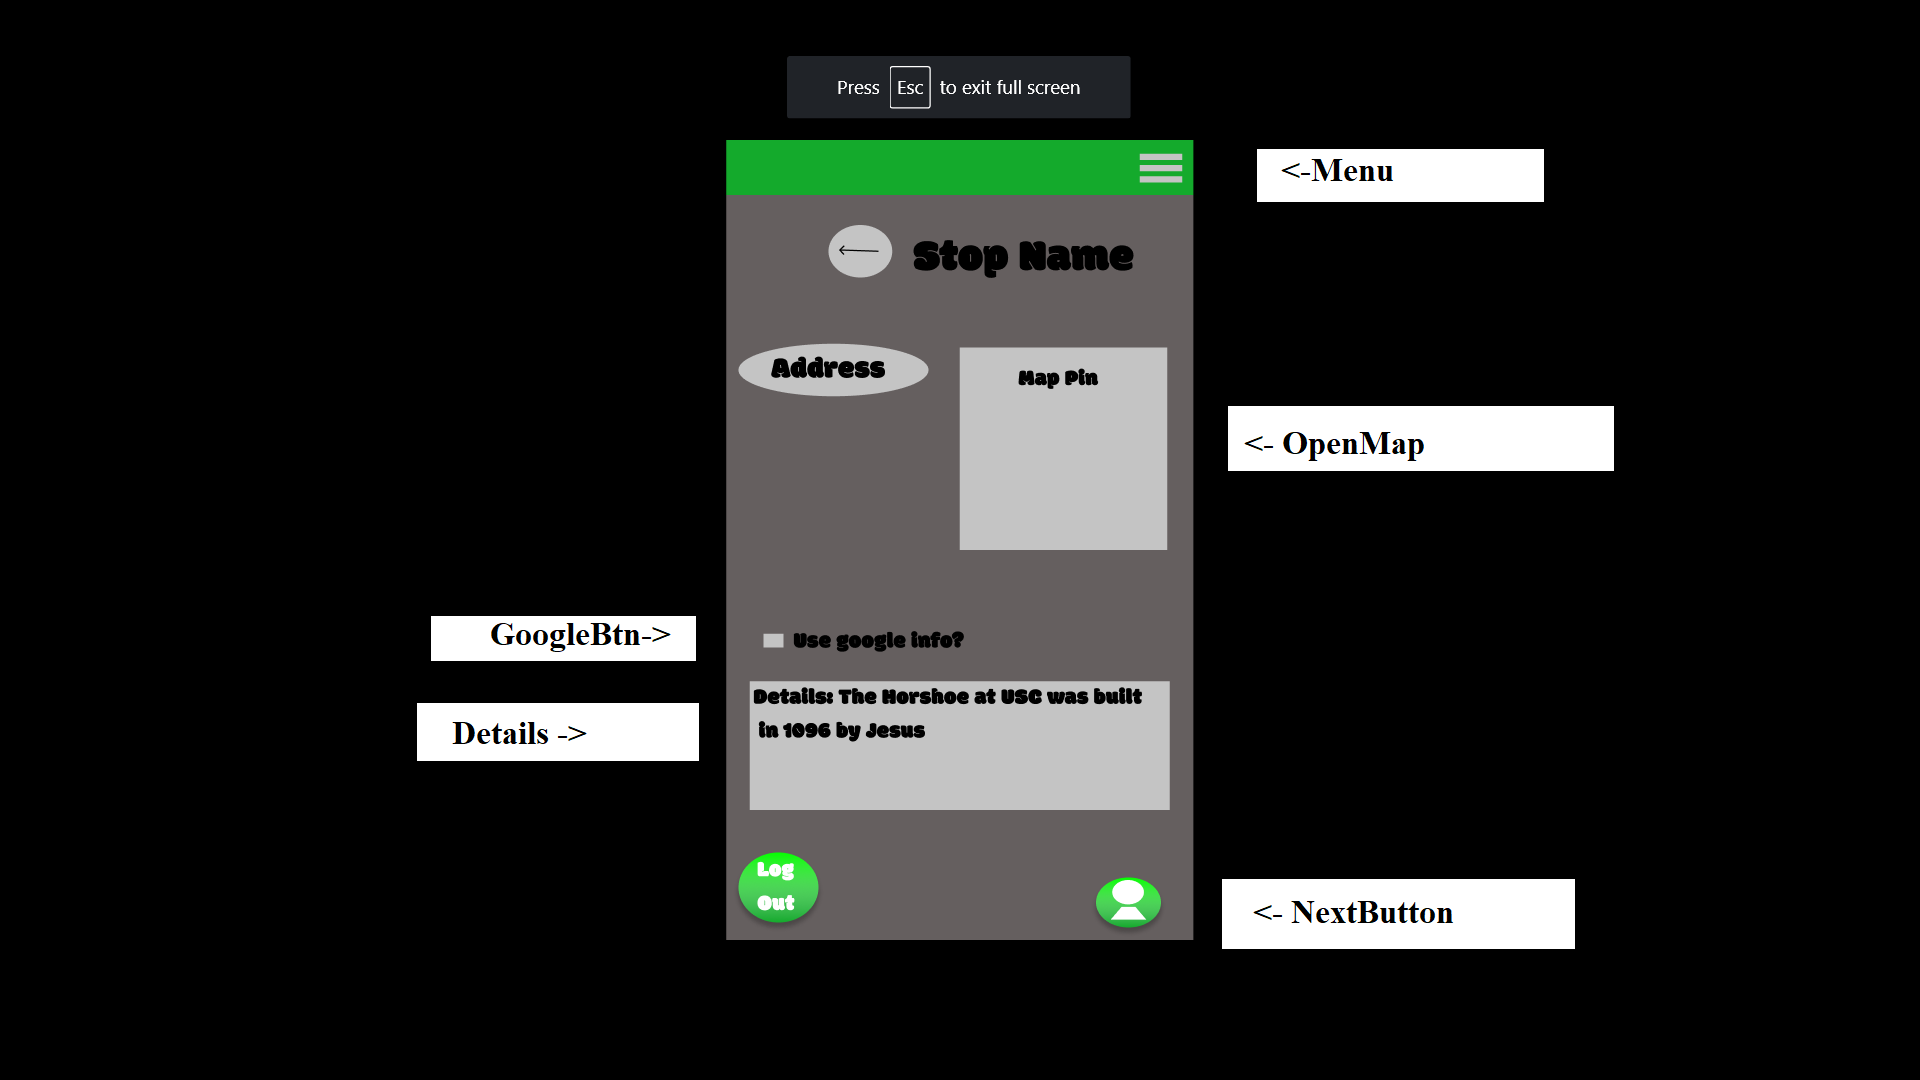 Press Esc to exit full screen
<-Menu
Stop Name
Address
Map Pin
<- OpenMap
GoogleBtn->
Use google info?
Details: The Horshoe at USC was built
in 1096 by Jesus
Details ->
Log
Out
<- NextButton